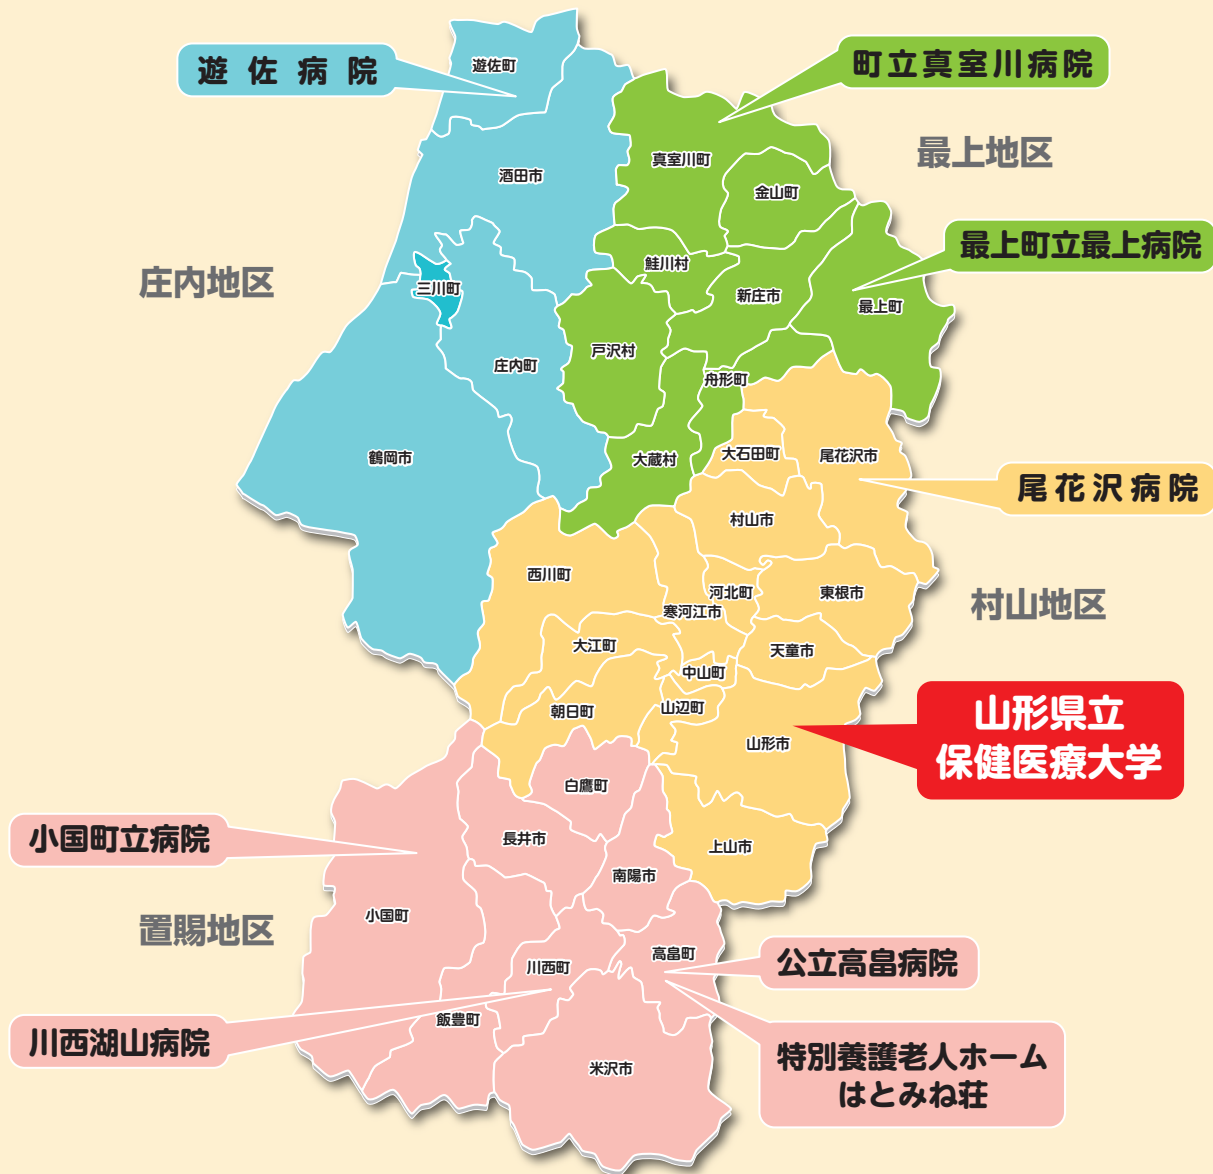 遊佐町
遊佐病院
町立真室川病院
最上地区
真室川町
酒田市
金山町
最上町立最上病院
鮭川村
庄内地区
三川町
新庄市
最上町
戸沢村
庄内町
舟形町
鶴岡市
大蔵村
大石田町
尾花沢市
尾花沢病院
村山市
西川町
河北町
東根市
寒河江市
村山地区
大江町
天童市
中山町
朝日町
山辺町
山形市
山形県立
保健医療大学
白鷹町
小国町立病院
長井市
上山市
南陽市
小国町
置賜地区
高畠町
川西町
公立高畠病院
飯豊町
川西湖山病院
米沢市
特別養護老人ホーム
はとみね荘